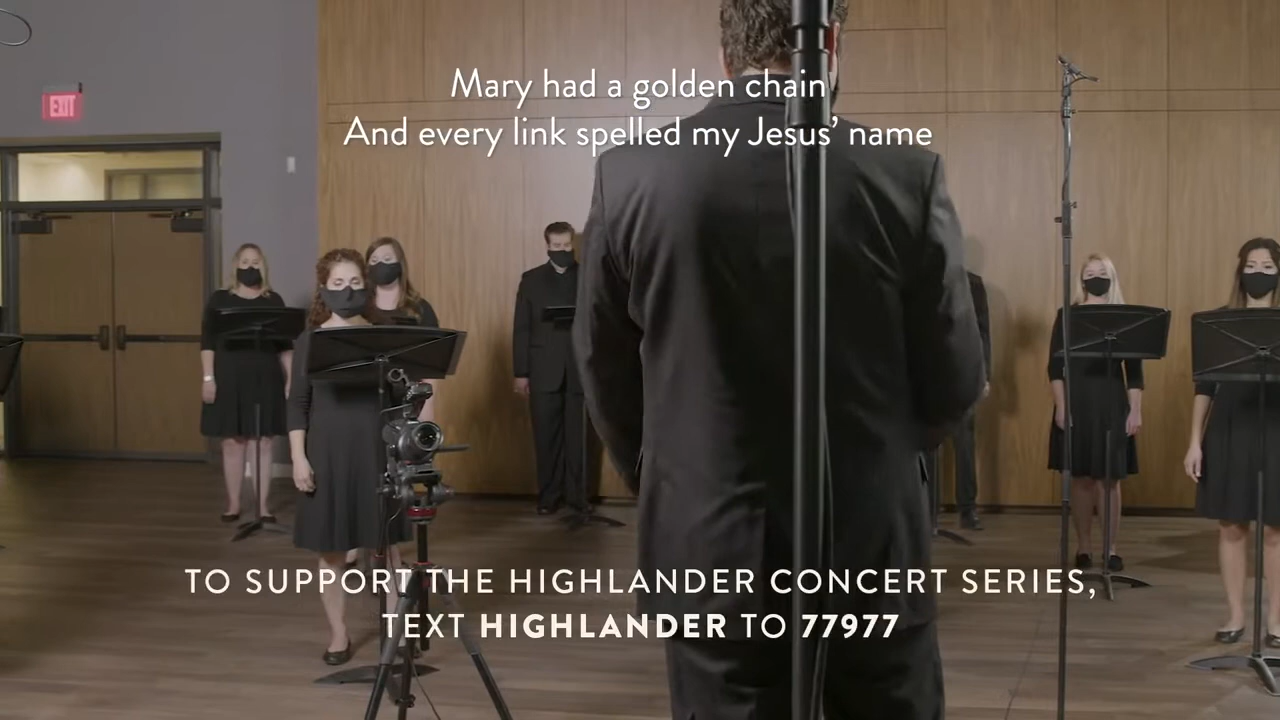 Mary had a golden chain
And every link spelled my Jesus’ name
EXIT
TO SUPPORT THE HIGHLANDER CONCERT SERIES,
TEXT HIGHLANDER TO 77977